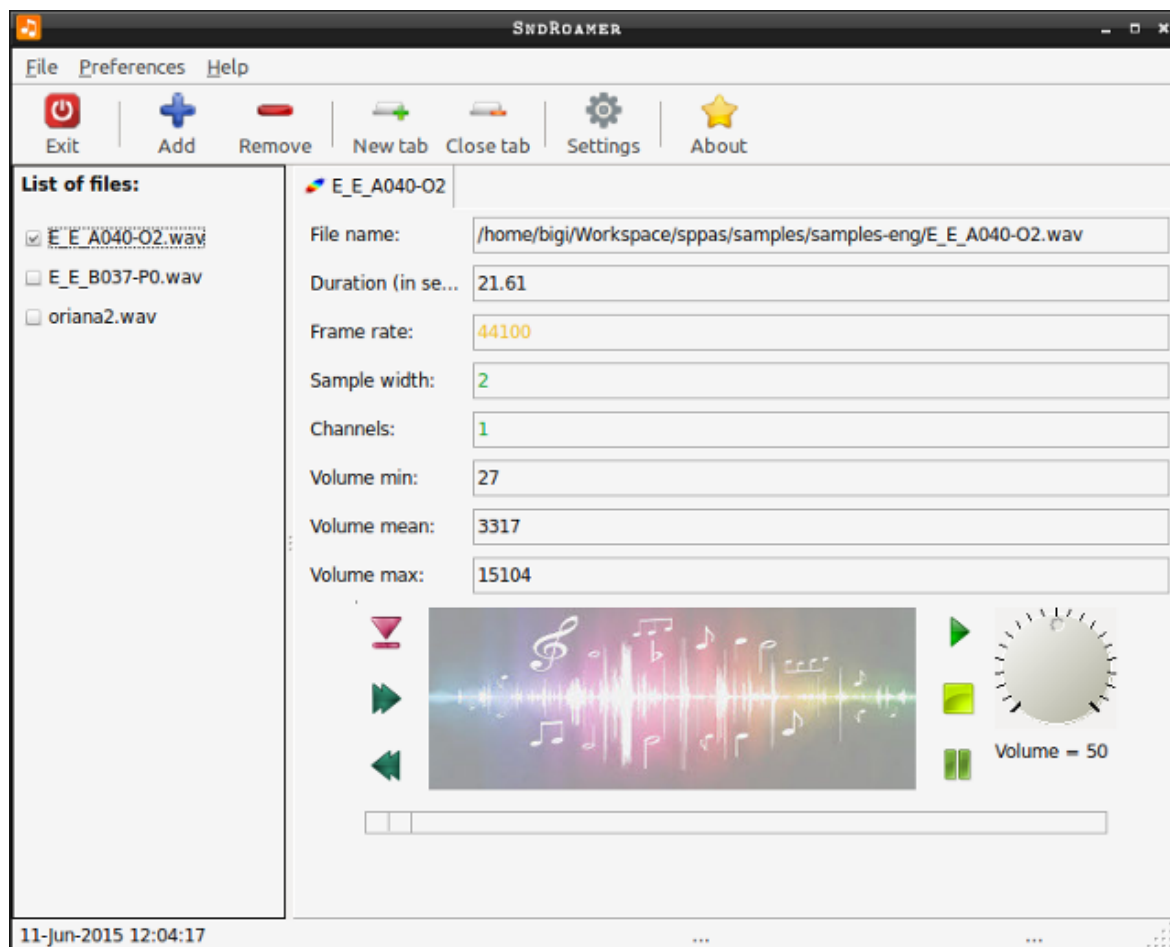 SndRoamer
File Preferences Help
Exit Add Remove New tab Close tab Settings About
List of files:
E_E_A040-O2.wav
E_E_B037-P0.wav
oriana2.wav
E_E_A040-O2
File name: /home/bigi/Workspace/sppas/samples/samples-eng/E_E_A040-O2.wav
Duration (in se... 21.61
Frame rate: 44100
Sample width: 2
Channels: 1
Volume min: 27
Volume mean: 3317
Volume max: 15104
Volume = 50
11-Jun-2015 12:04:17 ... ...